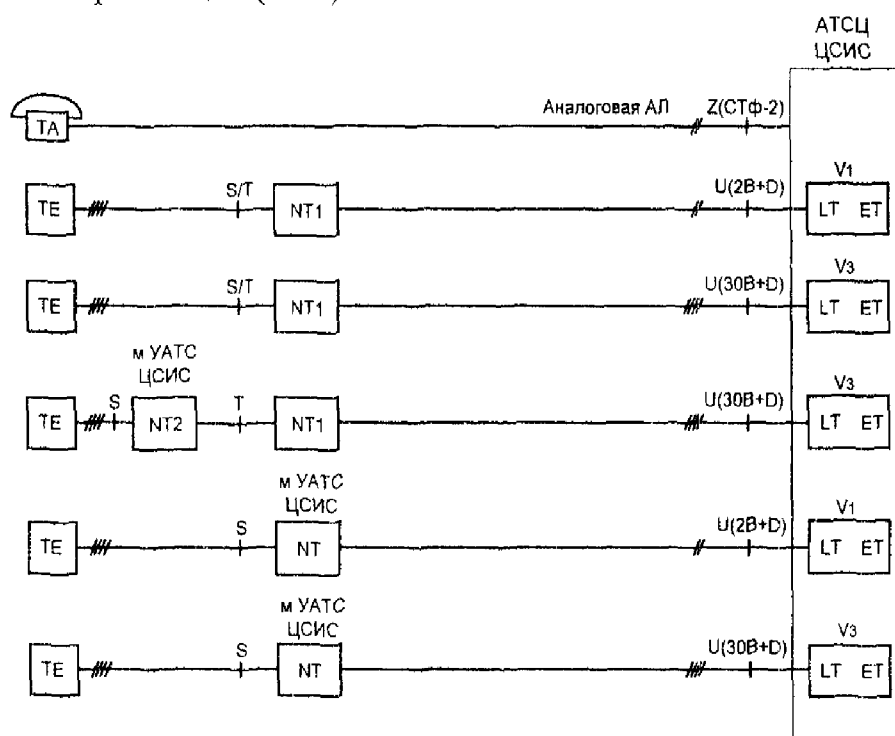 АТСЦ
ЦСИС
ТА
Аналоговая АЛ
Z(СТф-2)
TE
S/T
NT1
U(2B+D)
V1
LT ET
TE
S/T
NT1
U(30B+D)
V3
LT ET
м УАТС
ЦСИС
TE
S
NT2
T
NT1
U(30B+D)
V3
LT ET
м УАТС
ЦСИС
TE
S
NT
U(2B+D)
V1
LT ET
м УАТС
ЦСИС
TE
S
NT
U(30B+D)
V3
LT ET